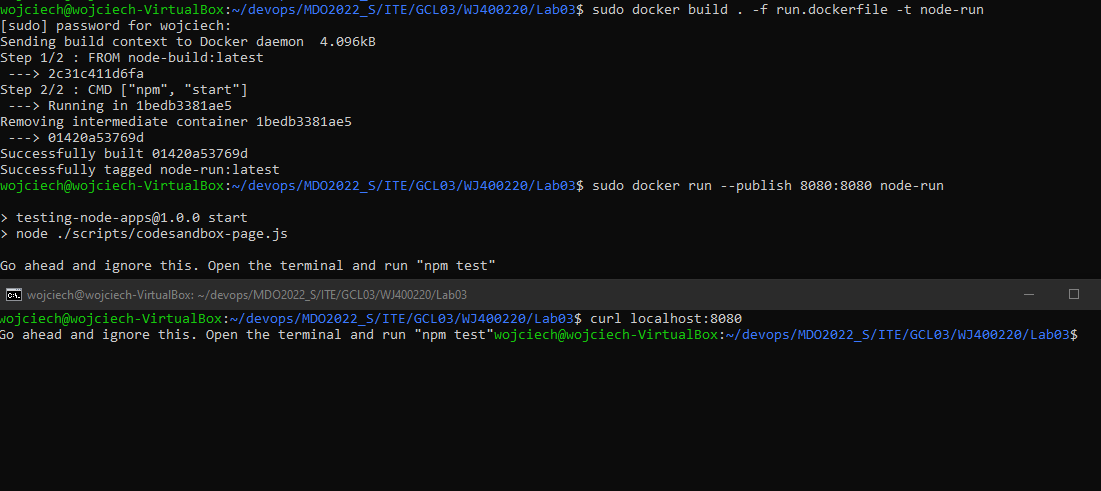 wojciech@wojciech-VirtualBox:~/devops/MDO2022_S/ITE/GCL03/WJ400220/Lab03$ sudo docker build . -f run.dockerfile -t node-run
[sudo] password for wojciech:
Sending build context to Docker daemon  4.096kB
Step 1/2 : FROM node-build:latest
 ---> 2c31c411d6fa
Step 2/2 : CMD ["npm", "start"]
 ---> Running in 1bedb3381ae5
Removing intermediate container 1bedb3381ae5
 ---> 01420a53769d
Successfully built 01420a53769d
Successfully tagged node-run:latest
wojciech@wojciech-VirtualBox:~/devops/MDO2022_S/ITE/GCL03/WJ400220/Lab03$ sudo docker run --publish 8080:8080 node-run
> testing-node-apps@1.0.0 start
> node ./scripts/codesandbox-page.js
Go ahead and ignore this. Open the terminal and run "npm test"
wojciech@wojciech-VirtualBox: ~/devops/MDO2022_S/ITE/GCL03/WJ400220/Lab03
wojciech@wojciech-VirtualBox:~/devops/MDO2022_S/ITE/GCL03/WJ400220/Lab03$ curl localhost:8080
Go ahead and ignore this. Open the terminal and run "npm test"wojciech@wojciech-VirtualBox:~/devops/MDO2022_S/ITE/GCL03/WJ400220/Lab03$